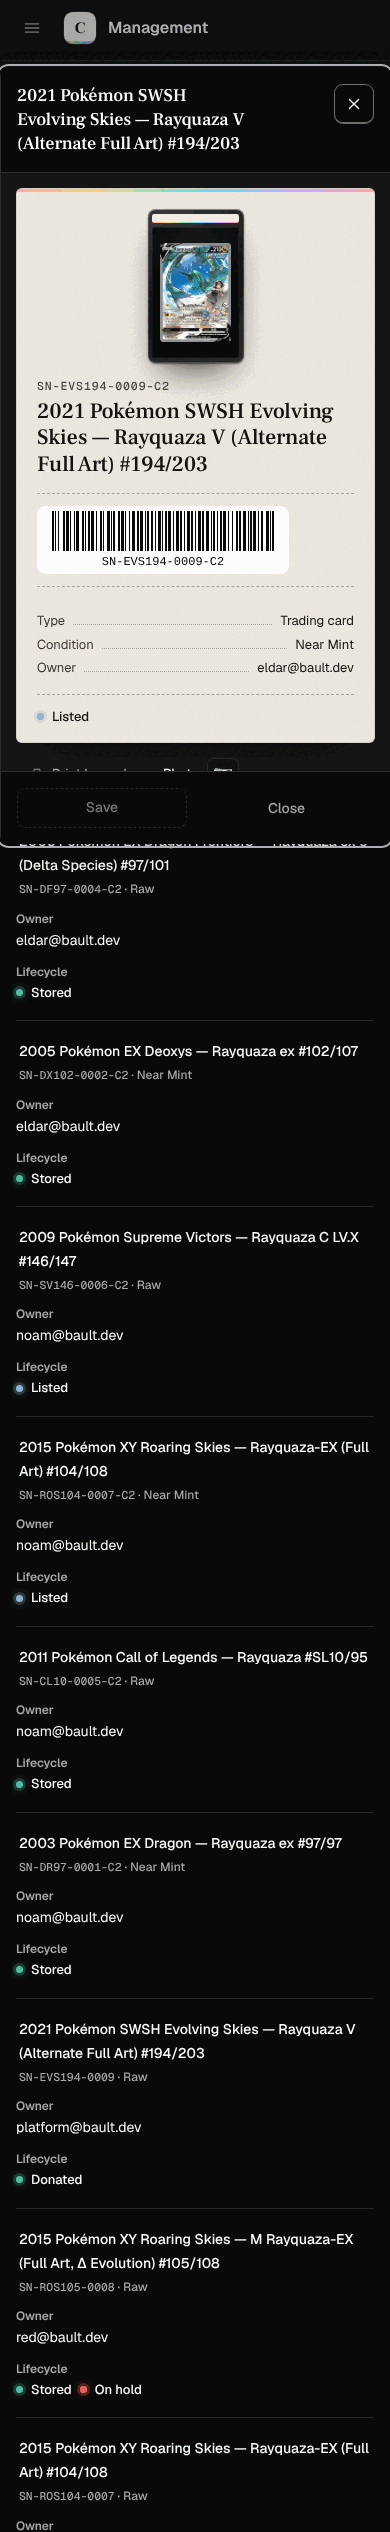 C Management
2021 Pokémon SWSH
Evolving Skies — Rayquaza V
(Alternate Full Art) #194/203
SN-EVS194-0009-C2
2021 Pokémon SWSH Evolving
Skies — Rayquaza V (Alternate
Full Art) #194/203
SN-EVS194-0009-C2
Type Trading card
Condition Near Mint
Owner eldar@bault.dev
Listed
Save Close
(Delta Species) #97/101
SN-DF97-0004-C2 · Raw
Owner
eldar@bault.dev
Lifecycle
Stored
2005 Pokémon EX Deoxys — Rayquaza ex #102/107
SN-DX102-0002-C2 · Near Mint
Owner
eldar@bault.dev
Lifecycle
Stored
2009 Pokémon Supreme Victors — Rayquaza C LV.X
#146/147
SN-SV146-0006-C2 · Raw
Owner
noam@bault.dev
Lifecycle
Listed
2015 Pokémon XY Roaring Skies — Rayquaza-EX (Full
Art) #104/108
SN-ROS104-0007-C2 · Near Mint
Owner
noam@bault.dev
Lifecycle
Listed
2011 Pokémon Call of Legends — Rayquaza #SL10/95
SN-CL10-0005-C2 · Raw
Owner
noam@bault.dev
Lifecycle
Stored
2003 Pokémon EX Dragon — Rayquaza ex #97/97
SN-DR97-0001-C2 · Near Mint
Owner
noam@bault.dev
Lifecycle
Stored
2021 Pokémon SWSH Evolving Skies — Rayquaza V
(Alternate Full Art) #194/203
SN-EVS194-0009 · Raw
Owner
platform@bault.dev
Lifecycle
Donated
2015 Pokémon XY Roaring Skies — M Rayquaza-EX
(Full Art, Δ Evolution) #105/108
SN-ROS105-0008 · Raw
Owner
red@bault.dev
Lifecycle
Stored On hold
2015 Pokémon XY Roaring Skies — Rayquaza-EX (Full
Art) #104/108
SN-ROS104-0007 · Raw
Owner